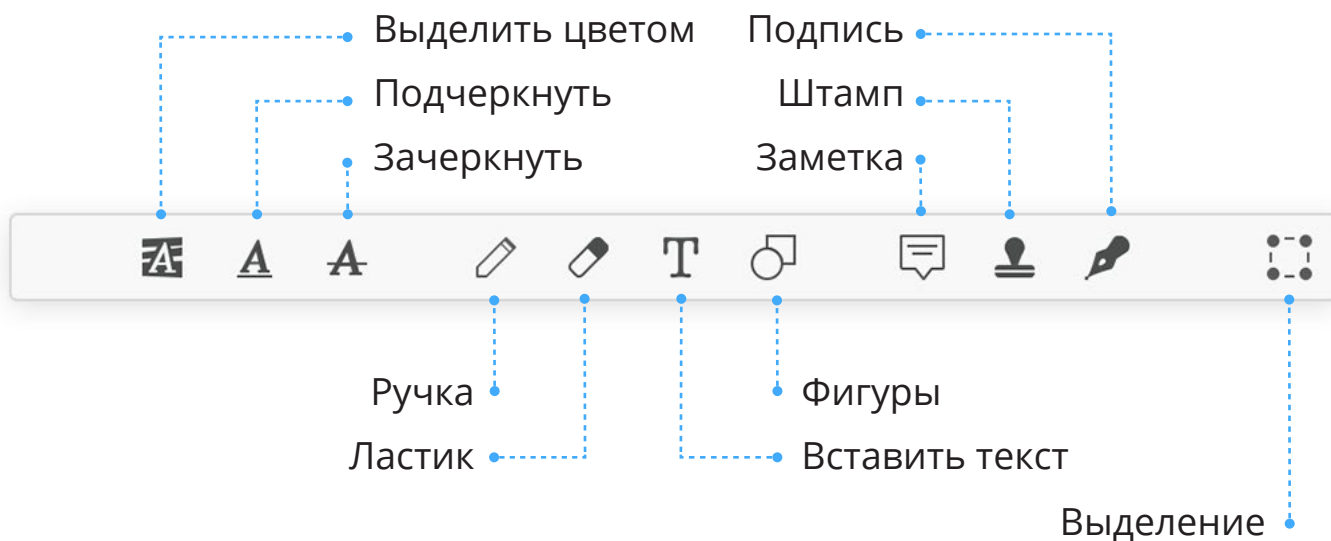 Выделить цветом
Подпись
Подчеркнуть
Штамп
Зачеркнуть
Заметка
A A A T
Ручка
Фигуры
Ластик
Вставить текст
Выделение